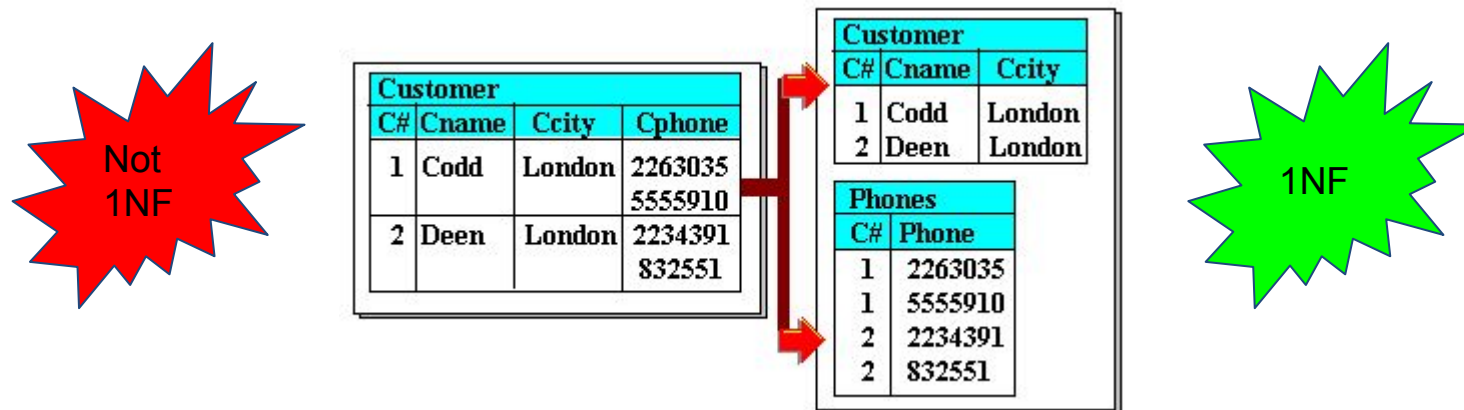 Not
1NF
Customer
C# Cname Ccity Cphone
1 Codd London 2263035
5555910
2 Deen London 2234391
832551
Customer
C# Cname Ccity
1 Codd London
2 Deen London
Phones
C# Phone
1 2263035
1 5555910
2 2234391
2 832551
1NF